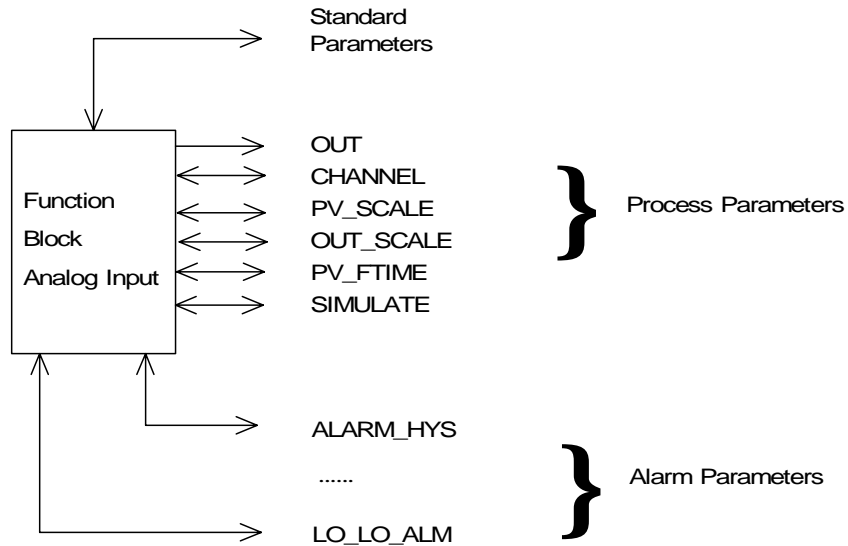 Standard
Parameters
Function
Block
Analog Input
OUT
CHANNEL
PV_SCALE
OUT_SCALE
PV_FTIME
SIMULATE
Process Parameters
ALARM_HYS
......
LO_LO_ALM
Alarm Parameters